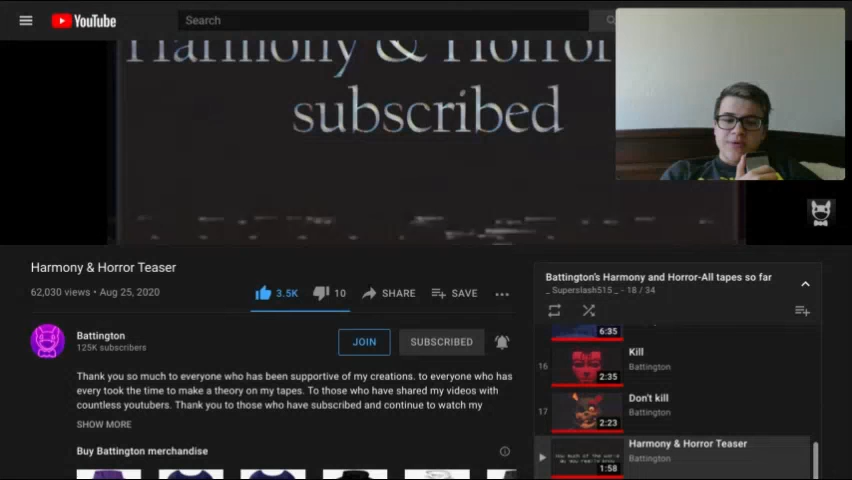 YouTube
Search
Harmony & Horror
subscribed
Harmony & Horror Teaser
62,030 views • Aug 25, 2020
3.5K
10
SHARE
SAVE
Battington
125K subscribers
JOIN
SUBSCRIBED
Thank you so much to everyone who has been supportive of my creations. to everyone who has
every took the time to make a theory on my tapes. To those who have shared my videos with
countless youtubers. Thank you to those who have subscribed and continue to watch my
SHOW MORE
Buy Battington merchandise
Battington's Harmony and Horror-All tapes so far
_ Superslash515 _ - 18 / 34
6:35
16
2:35
Kill
Battington
17
2:23
Don't kill
Battington
1:58
Harmony & Horror Teaser
Battington